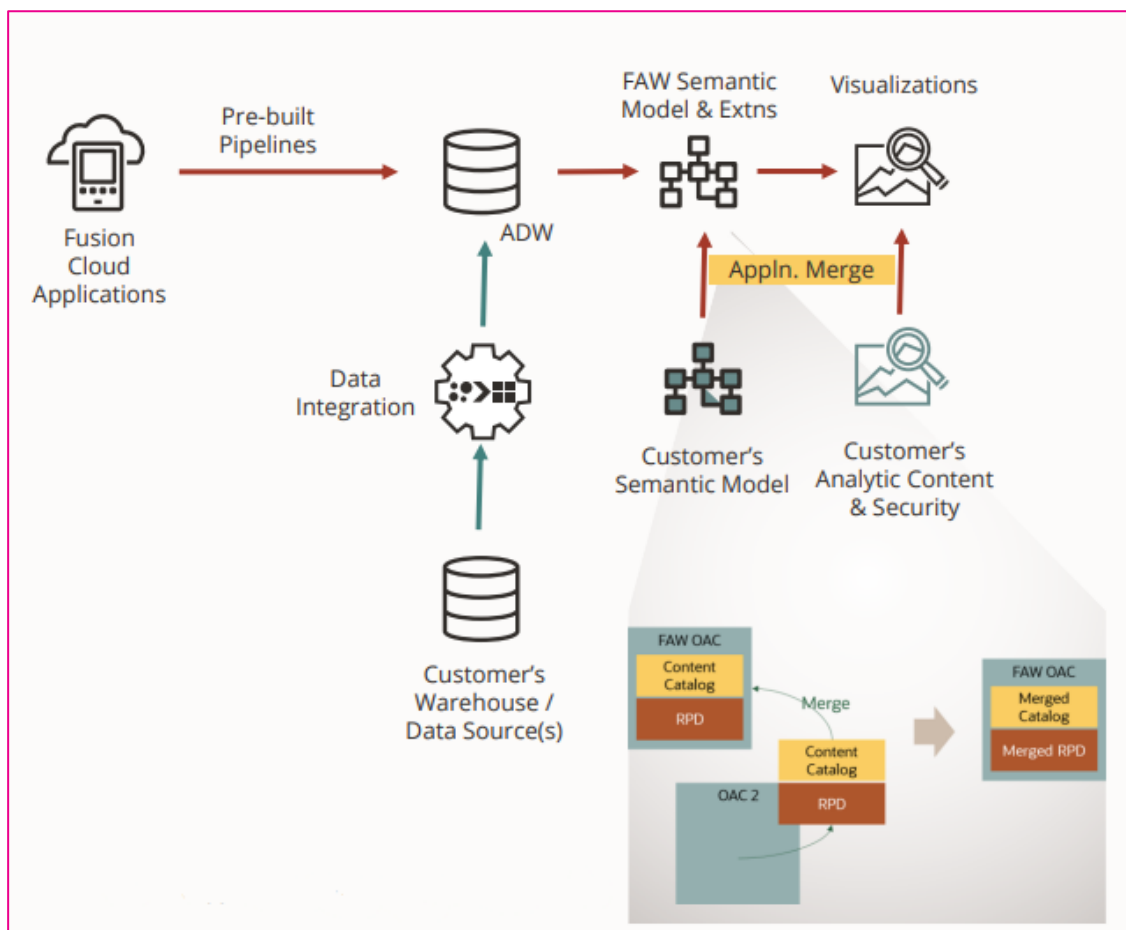 FAW Semantic
Model & Extns
Visualizations
Pre-built
Pipelines
Fusion
Cloud
Applications
ADW
Appln. Merge
Data
Integration
Customer's
Semantic Model
Customer's
Analytic Content
& Security
Customer's
Warehouse /
Data Source(s)
FAW OAC
Content
Catalog
RPD
Merge
Content
Catalog
RPD
OAC 2
FAW OAC
Merged
Catalog
Merged RPD